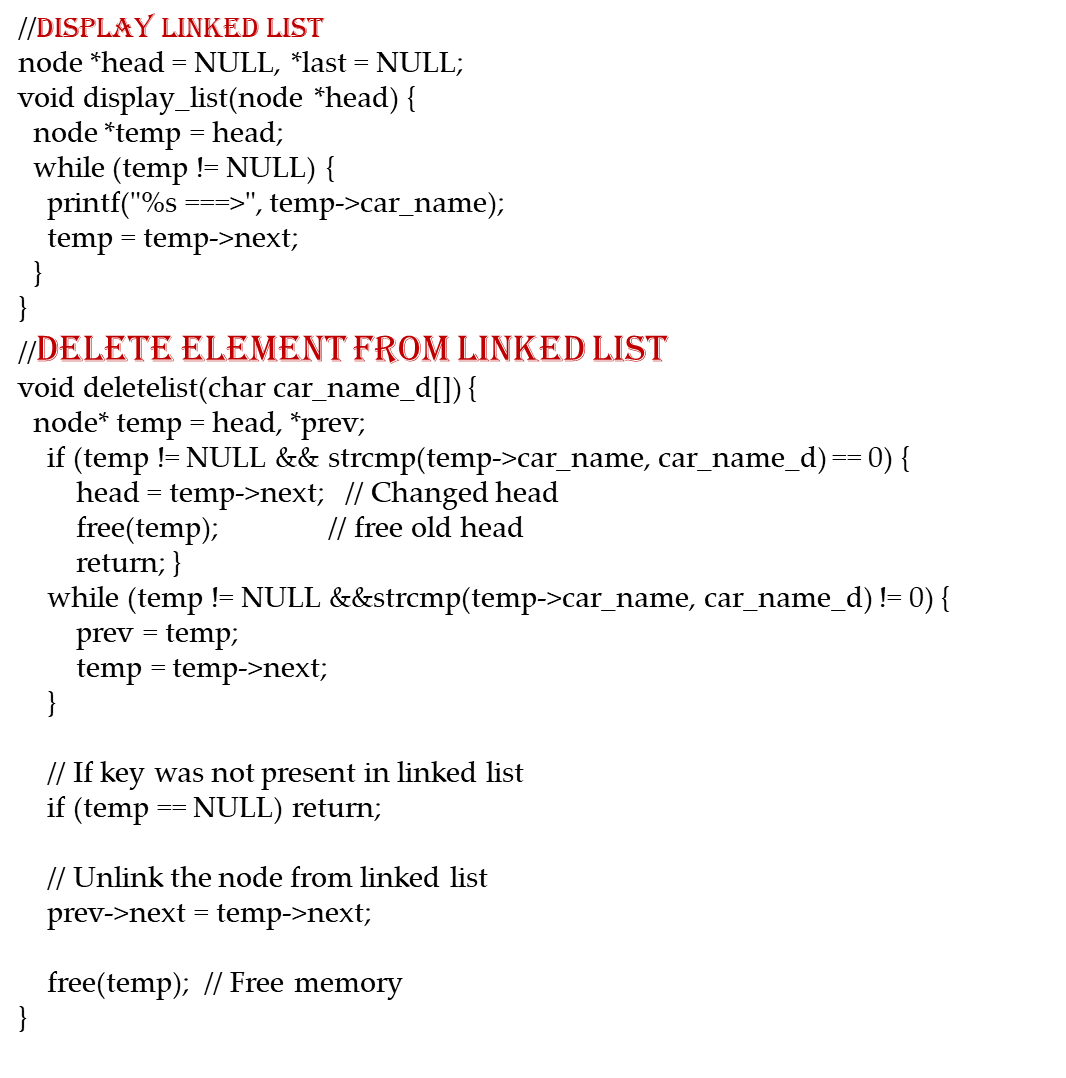 //DISPLAY LINKED LIST
node *head = NULL, *last = NULL;
void display_list(node *head) {
  node *temp = head;
  while (temp != NULL) {
    printf("%s ===>", temp->car_name);
    temp = temp->next;
  }
}
//DELETE ELEMENT FROM LINKED LIST
void deletelist(char car_name_d[]) {
  node* temp = head, *prev;
    if (temp != NULL && strcmp(temp->car_name, car_name_d) == 0) {
        head = temp->next;   // Changed head
        free(temp);               // free old head
        return; }
    while (temp != NULL &&strcmp(temp->car_name, car_name_d) != 0) {
        prev = temp;
        temp = temp->next;
    }

    // If key was not present in linked list
    if (temp == NULL) return;

    // Unlink the node from linked list
    prev->next = temp->next;

    free(temp);  // Free memory
}